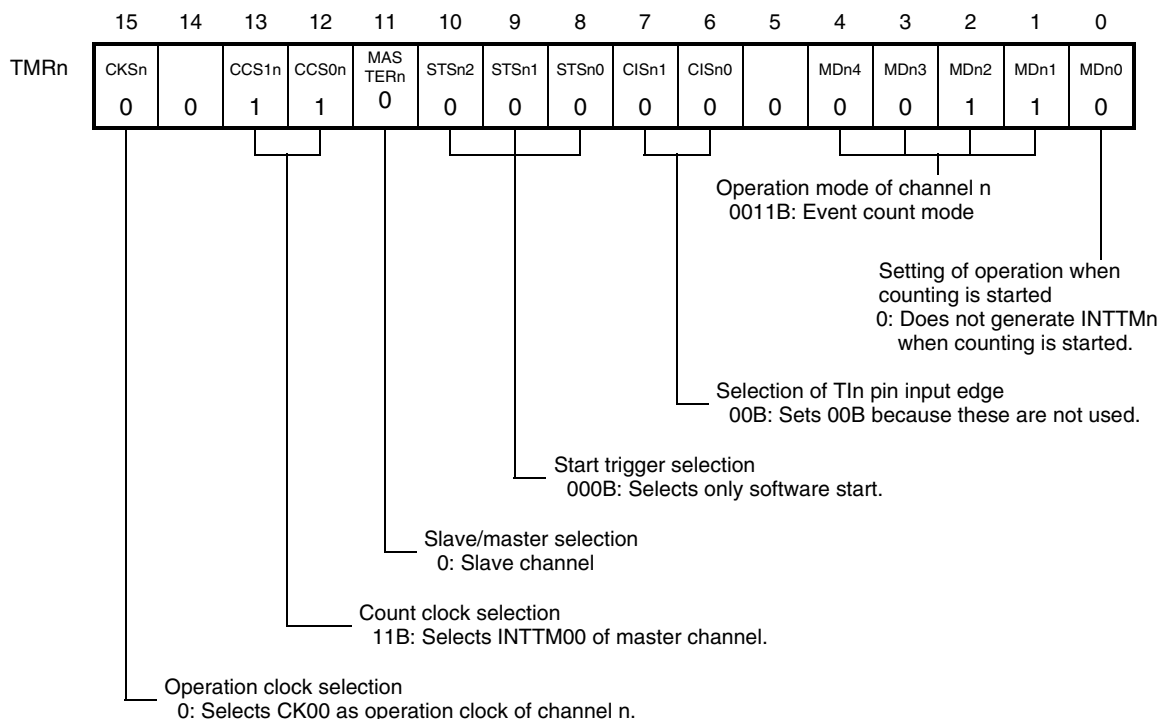 15 14 13 12 11 10 9 8 7 6 5 4 3 2 1 0
TMRn CKSn CCS1n CCS0n MAS TERn STSn2 STSn1 STSn0 CISn1 CISn0 MDn4 MDn3 MDn2 MDn1 MDn0
0 0 1 1 0 0 0 0 0 0 0 0 0 1 1 0
Operation mode of channel n
0011B: Event count mode
Setting of operation when
counting is started
0: Does not generate INTTMn
when counting is started.
Selection of TIn pin input edge
00B: Sets 00B because these are not used.
Start trigger selection
000B: Selects only software start.
Slave/master selection
0: Slave channel
Count clock selection
11B: Selects INTTM00 of master channel.
Operation clock selection
0: Selects CK00 as operation clock of channel n.